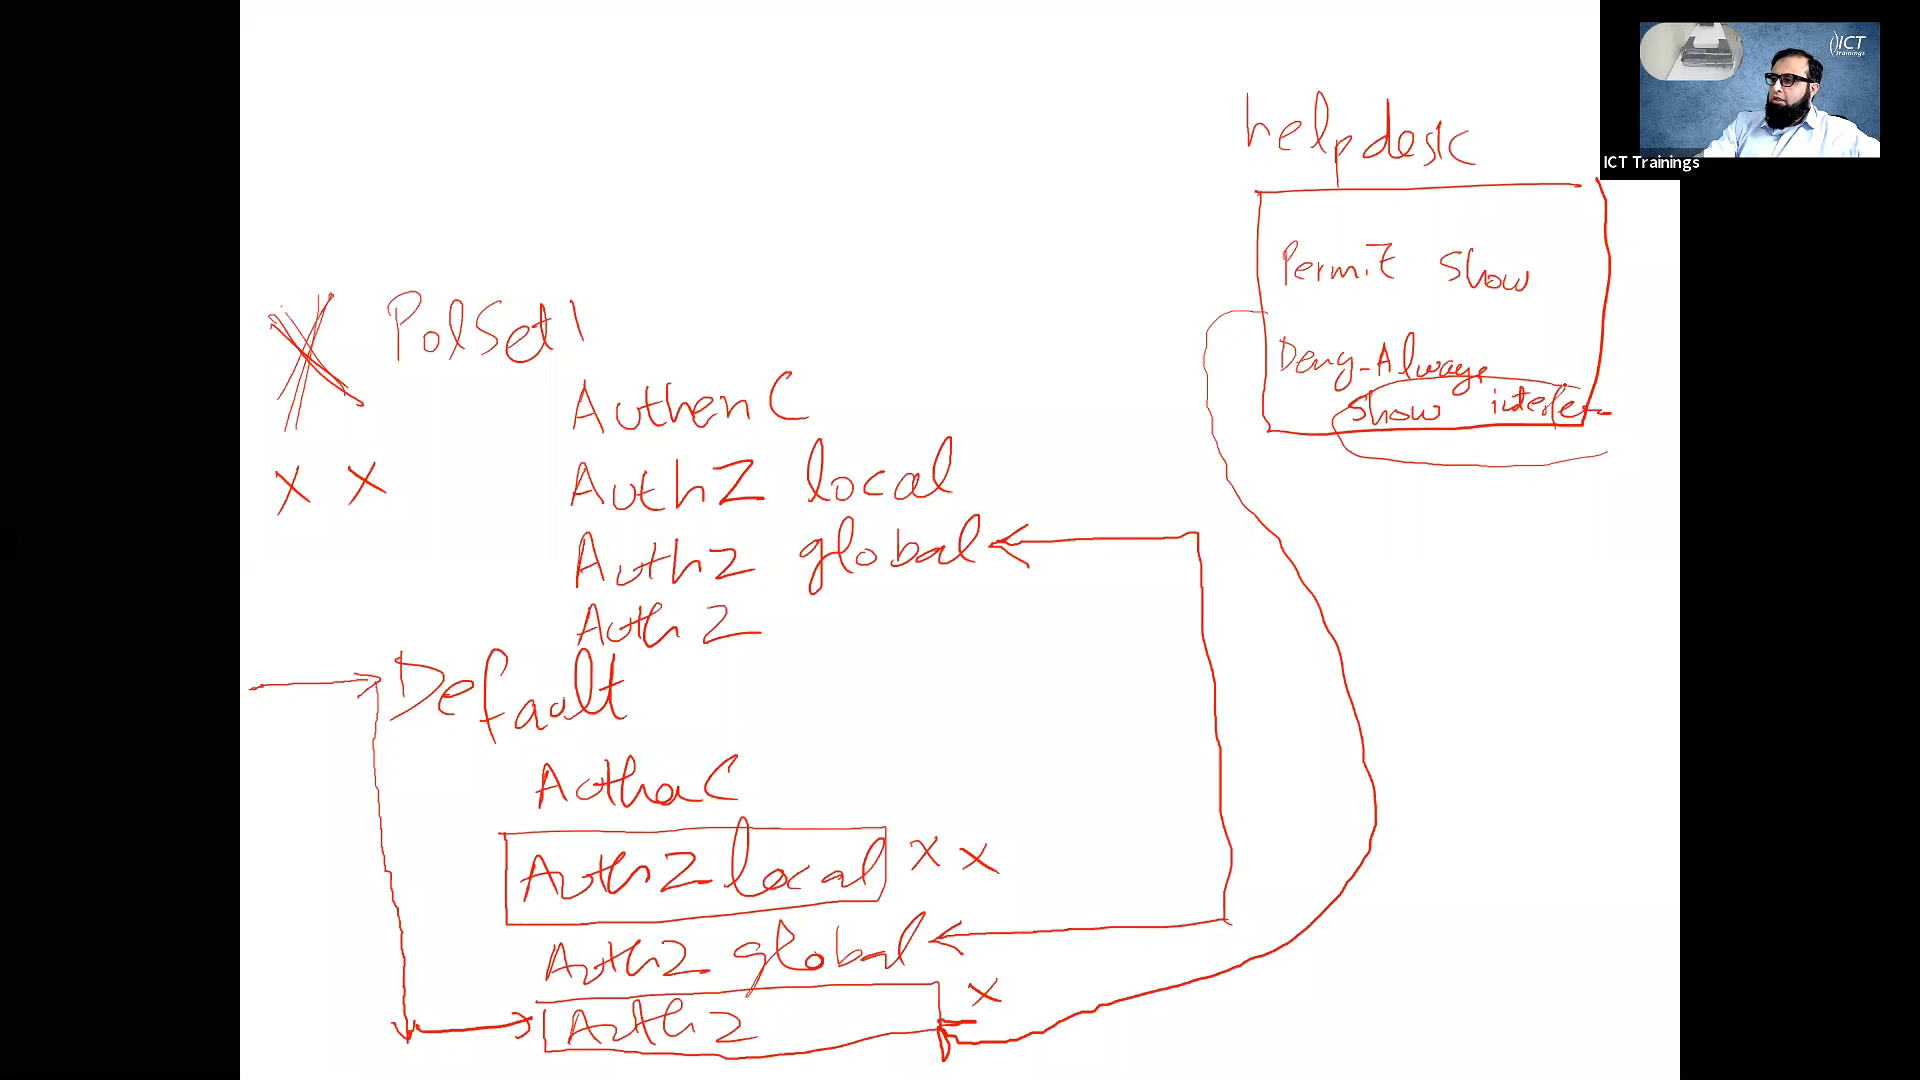 ICT
trainings
ICT Trainings
helpdesk
Permit Show
Deny-Always
Show interface
X PolSet1
AuthenC
X X AuthZ local
AuthZ global
AuthZ
Default
AuthenC
AuthZ local X X
AuthZ global
AuthZ X